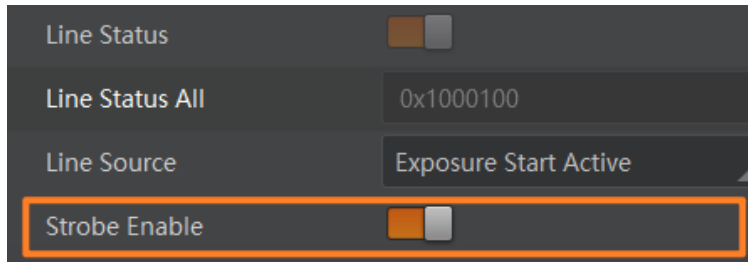 Line Status
Line Status All 0x1000100
Line Source Exposure Start Active
Strobe Enable